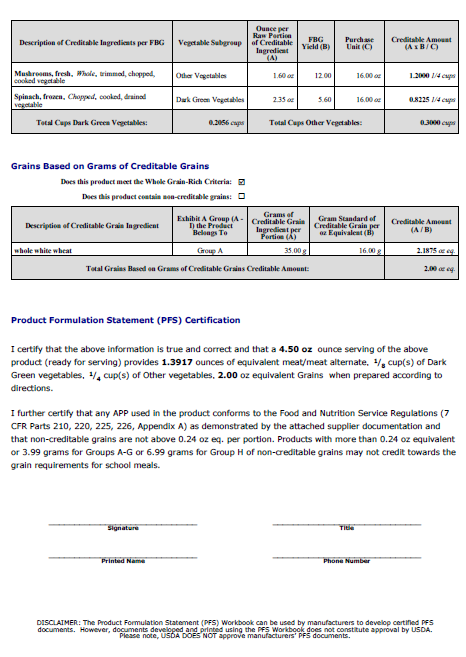 Description of Creditable Ingredients per FBG Vegetable Subgroup Ounce per Raw Portion of Creditable Ingredient (A) FBG Yield (B) Purchase Unit (C) Creditable Amount (A x B / C)
Mushrooms, fresh, Whole, trimmed, chopped, cooked vegetable Other Vegetables 1.60 oz 12.00 16.00 oz 1.2000 1/4 cups
Spinach, frozen, Chopped, cooked, drained vegetable Dark Green Vegetables 2.35 oz 5.60 16.00 oz 0.8225 1/4 cups
Total Cups Dark Green Vegetables: 0.2056 cups Total Cups Other Vegetables: 0.3000 cups
Grains Based on Grams of Creditable Grains
Does this product meet the Whole Grain-Rich Criteria: ☑
Does this product contain non-creditable grains: ☐
Description of Creditable Grain Ingredient Exhibit A Group (A - I) the Product Belongs To Grams of Creditable Grain Ingredient per Portion (A) Gram Standard of Creditable Grain per oz Equivalent (B) Creditable Amount (A / B)
whole white wheat Group A 35.00 g 16.00 g 2.1875 oz eq.
Total Grains Based on Grams of Creditable Grains Creditable Amount: 2.00 oz eq.
Product Formulation Statement (PFS) Certification
I certify that the above information is true and correct and that a 4.50 oz ounce serving of the above
product (ready for serving) provides 1.3917 ounces of equivalent meat/meat alternate, 1/8 cup(s) of Dark
Green vegetables, 1/4 cup(s) of Other vegetables, 2.00 oz equivalent Grains when prepared according to
directions.
I further certify that any APP used in the product conforms to the Food and Nutrition Service Regulations (7
CFR Parts 210, 220, 225, 226, Appendix A) as demonstrated by the attached supplier documentation and
that non-creditable grains are not above 0.24 oz eq. per portion. Products with more than 0.24 oz equivalent
or 3.99 grams for Groups A-G or 6.99 grams for Group H of non-creditable grains may not credit towards the
grain requirements for school meals.
Signature Title
Printed Name Phone Number
DISCLAIMER: The Product Formulation Statement (PFS) Workbook can be used by manufacturers to develop certified PFS
documents. However, documents developed and printed using the PFS Workbook does not constitute approval by USDA.
Please note, USDA DOES NOT approve manufacturers' PFS documents.